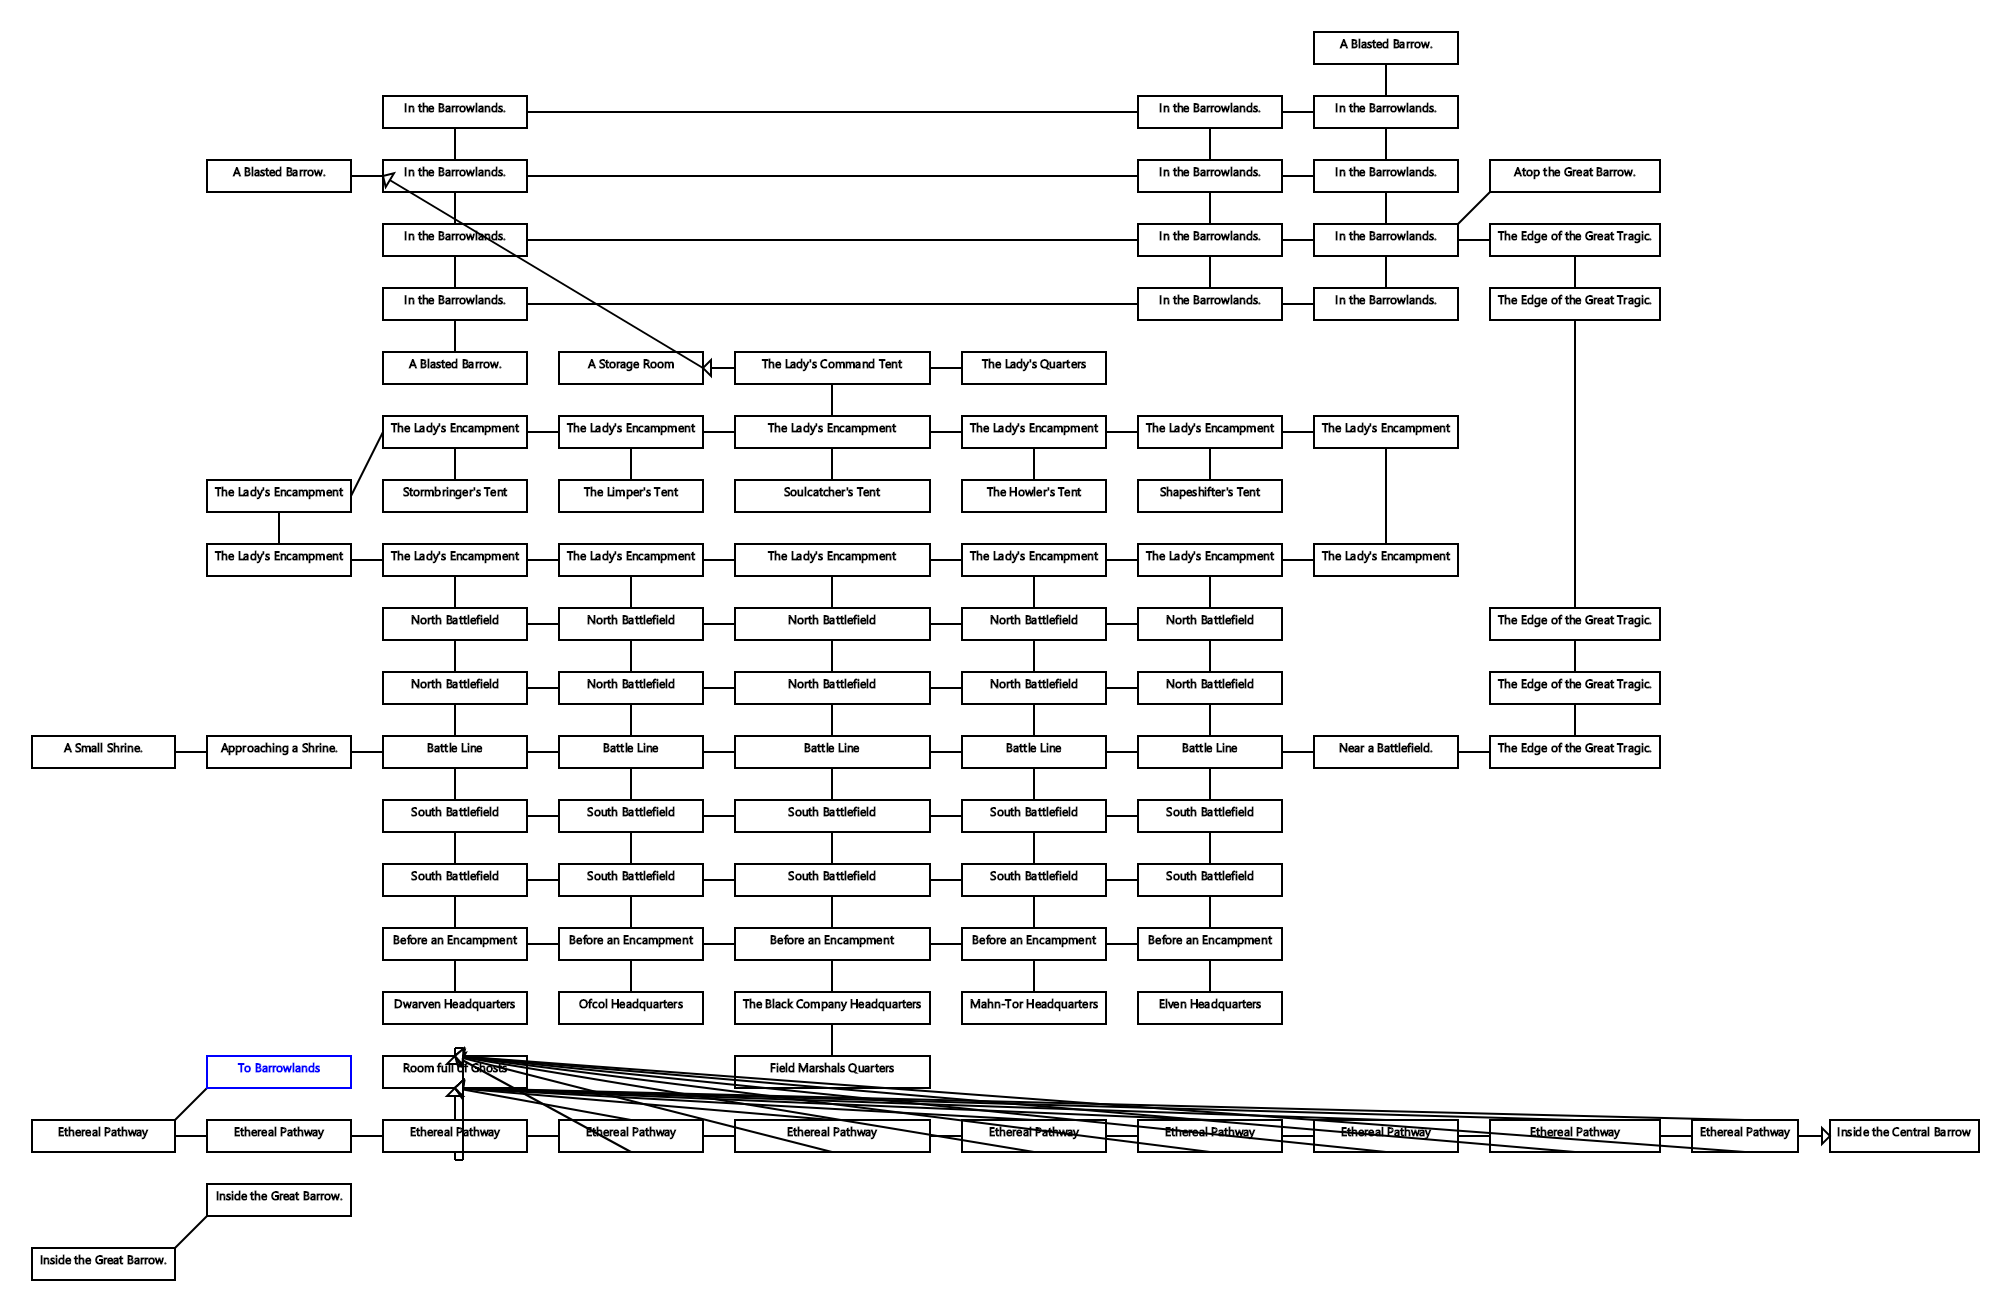 A Blasted Barrow.
In the Barrowlands.
In the Barrowlands.
In the Barrowlands.
A Blasted Barrow.
In the Barrowlands.
In the Barrowlands.
In the Barrowlands.
Atop the Great Barrow.
In the Barrowlands.
In the Barrowlands.
In the Barrowlands.
The Edge of the Great Tragic.
In the Barrowlands.
In the Barrowlands.
In the Barrowlands.
The Edge of the Great Tragic.
A Blasted Barrow.
A Storage Room
The Lady's Command Tent
The Lady's Quarters
The Lady's Encampment
The Lady's Encampment
The Lady's Encampment
The Lady's Encampment
The Lady's Encampment
The Lady's Encampment
The Lady's Encampment
Stormbringer's Tent
The Limper's Tent
Soulcatcher's Tent
The Howler's Tent
Shapeshifter's Tent
The Lady's Encampment
The Lady's Encampment
The Lady's Encampment
The Lady's Encampment
The Lady's Encampment
The Lady's Encampment
The Lady's Encampment
North Battlefield
North Battlefield
North Battlefield
North Battlefield
North Battlefield
The Edge of the Great Tragic.
North Battlefield
North Battlefield
North Battlefield
North Battlefield
North Battlefield
The Edge of the Great Tragic.
A Small Shrine.
Approaching a Shrine.
Battle Line
Battle Line
Battle Line
Battle Line
Battle Line
Near a Battlefield.
The Edge of the Great Tragic.
South Battlefield
South Battlefield
South Battlefield
South Battlefield
South Battlefield
South Battlefield
South Battlefield
South Battlefield
South Battlefield
South Battlefield
Before an Encampment
Before an Encampment
Before an Encampment
Before an Encampment
Before an Encampment
Dwarven Headquarters
Ofcol Headquarters
The Black Company Headquarters
Mahn-Tor Headquarters
Elven Headquarters
To Barrowlands
Room full of Ghosts
Field Marshals Quarters
Ethereal Pathway
Ethereal Pathway
Ethereal Pathway
Ethereal Pathway
Ethereal Pathway
Ethereal Pathway
Ethereal Pathway
Ethereal Pathway
Ethereal Pathway
Ethereal Pathway
Inside the Central Barrow
Inside the Great Barrow.
Inside the Great Barrow.